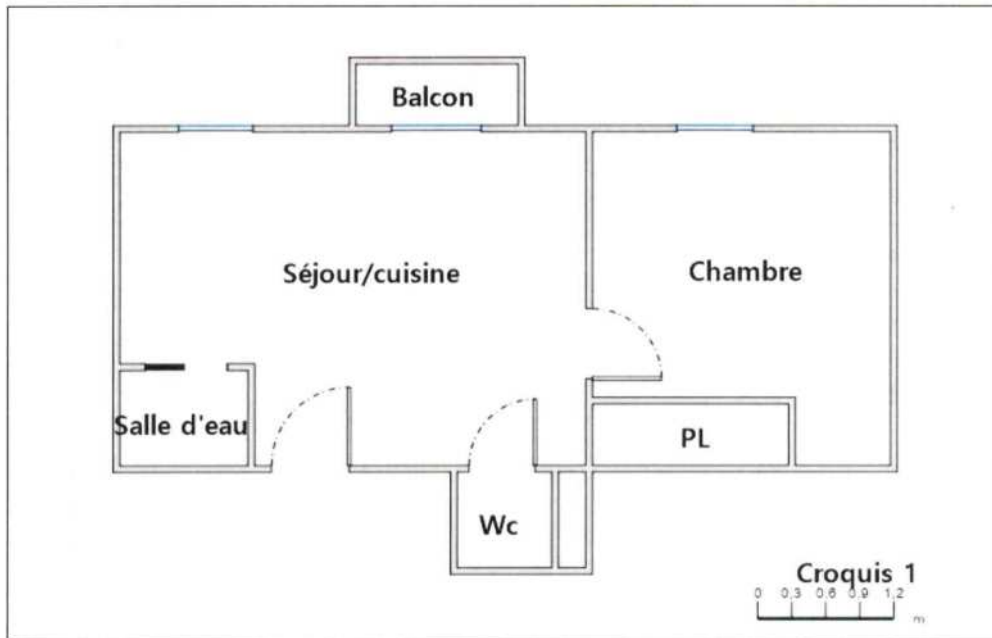 Balcon
Séjour/cuisine
Chambre
Salle d'eau
PL
Wc
Croquis 1
0 0,3 0,6 0,9 1,2
m